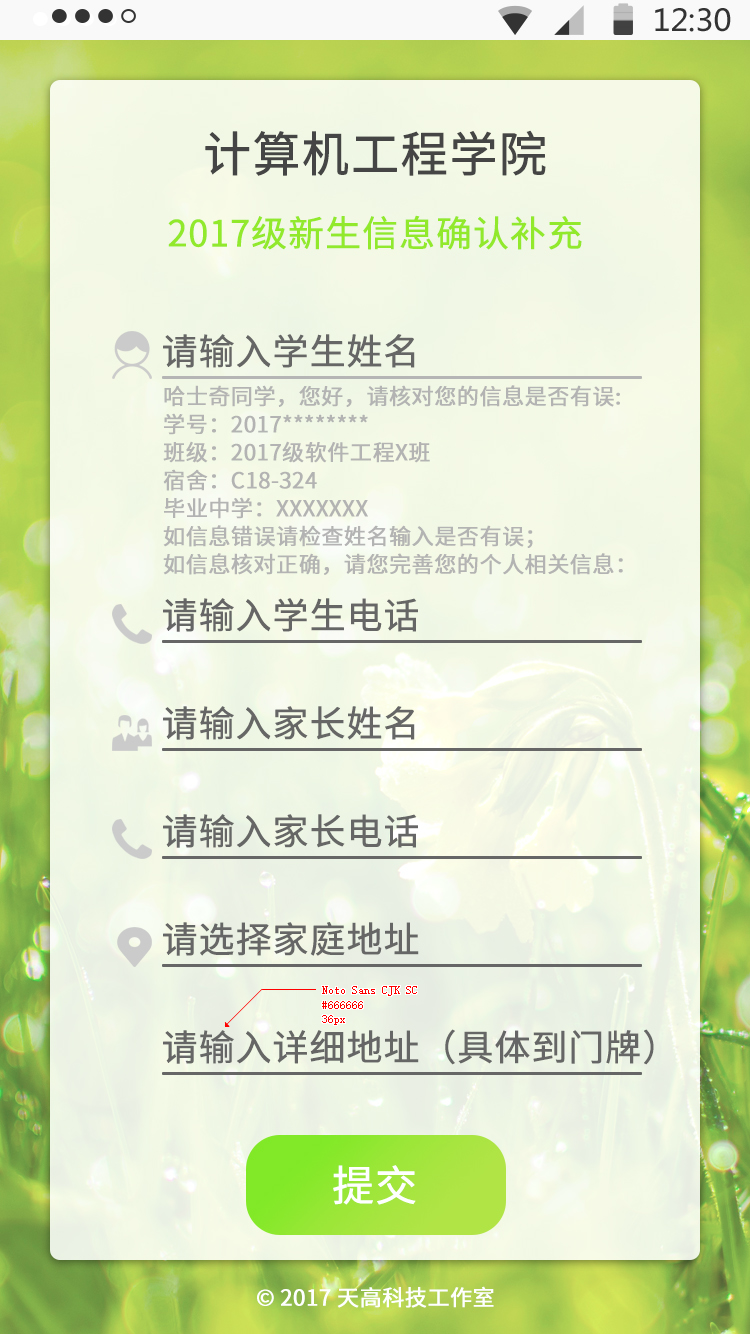 12:30
计算机工程学院
2017级新生信息确认补充
请输入学生姓名
哈士奇同学，您好，请核对您的信息是否有误:
学号：2017********
班级：2017级软件工程X班
宿舍：C18-324
毕业中学：XXXXXXX
如信息错误请检查姓名输入是否有误；
如信息核对正确，请您完善您的个人相关信息：
请输入学生电话
请输入家长姓名
请输入家长电话
请选择家庭地址
Noto Sans CJK SC
#666666
36px
请输入详细地址（具体到门牌）
提交
© 2017 天高科技工作室